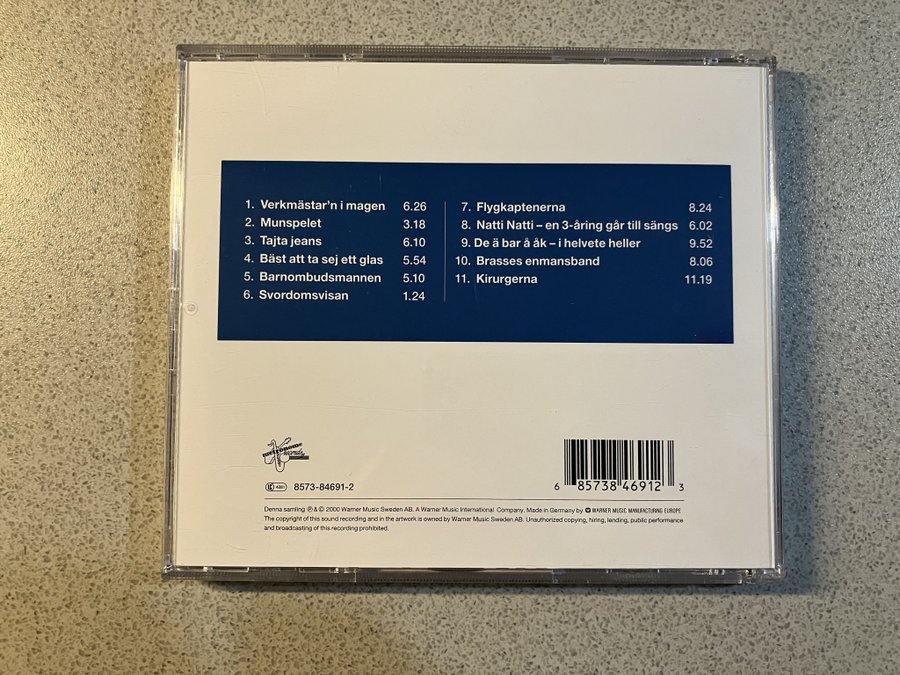 1. Verkmästar'n i magen 6.26
2. Munspelet 3.18
3. Tajta jeans 6.10
4. Bäst att ta sej ett glas 5.54
5. Barnombudsmannen 5.10
6. Svordomsvisan 1.24
7. Flygkaptenerna 8.24
8. Natti Natti – en 3-åring går till sängs 6.02
9. De ä bar å åk – i helvete heller 9.52
10. Brasses enmansband 8.06
11. Kirurgerna 11.19
metronome
records
8573-84691-2
6 85738 46912 3
Denna samling ℗ & © 2000 Warner Music Sweden AB. A Warner Music International Company. Made in Germany by WARNER MUSIC MANUFACTURING EUROPE
The copyright of this sound recording and in the artwork is owned by Warner Music Sweden AB. Unauthorized copying, hiring, lending, public performance
and broadcasting of this recording prohibited.